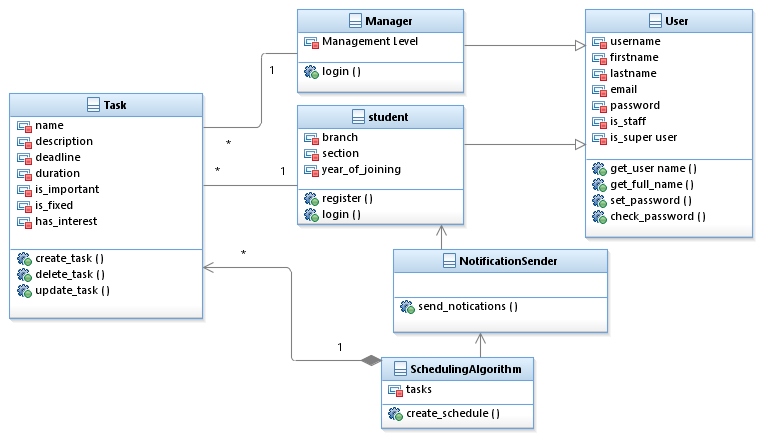 Manager
Management Level
login ()
User
username
firstname
lastname
email
password
is_staff
is_super user
get_user name ()
get_full_name ()
set_password ()
check_password ()
1
*
Task
name
description
deadline
duration
is_important
is_fixed
has_interest
create_task ()
delete_task ()
update_task ()
student
branch
section
year_of_joining
register ()
login ()
*
1
NotificationSender
send_notications ()
*
1
SchedulingAlgorithm
tasks
create_schedule ()